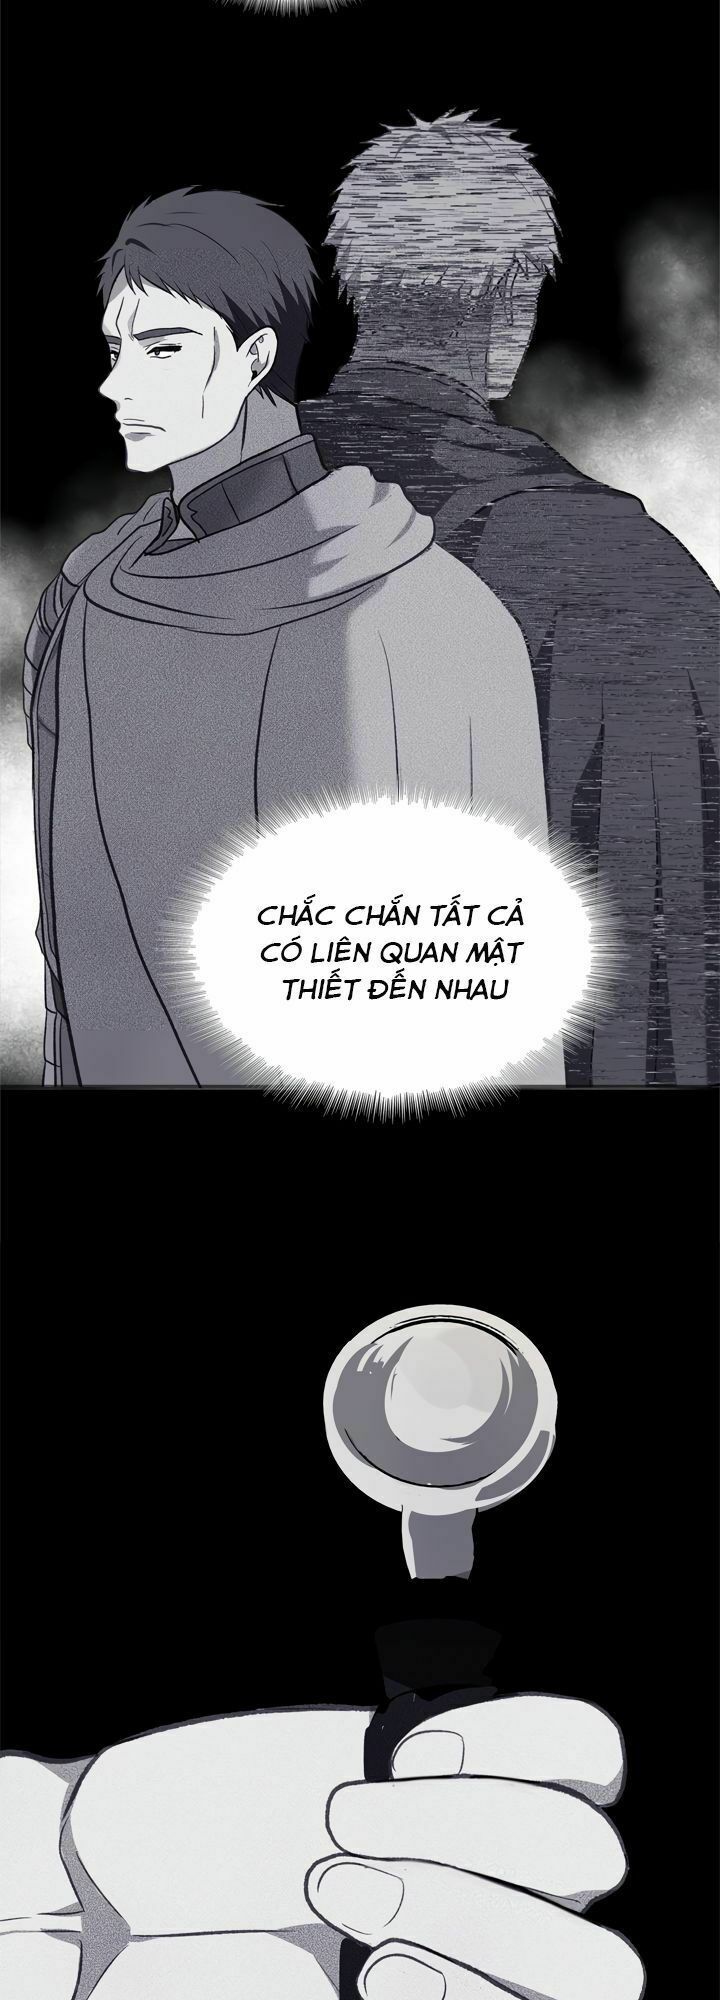 CHẮC CHẮN TẤT CẢ
CÓ LIÊN QUAN MẬT
THIẾT ĐẾN NHAU